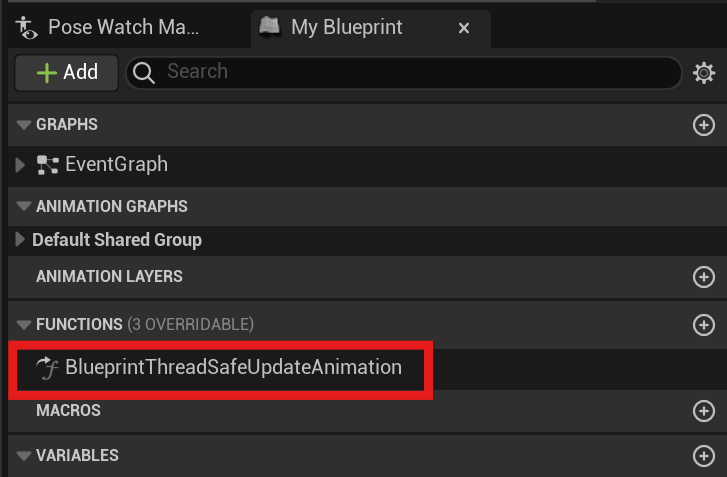 Pose Watch Ma...
My Blueprint
Add
Search
GRAPHS
EventGraph
ANIMATION GRAPHS
Default Shared Group
ANIMATION LAYERS
FUNCTIONS (3 OVERRIDABLE)
BlueprintThreadSafeUpdateAnimation
MACROS
VARIABLES